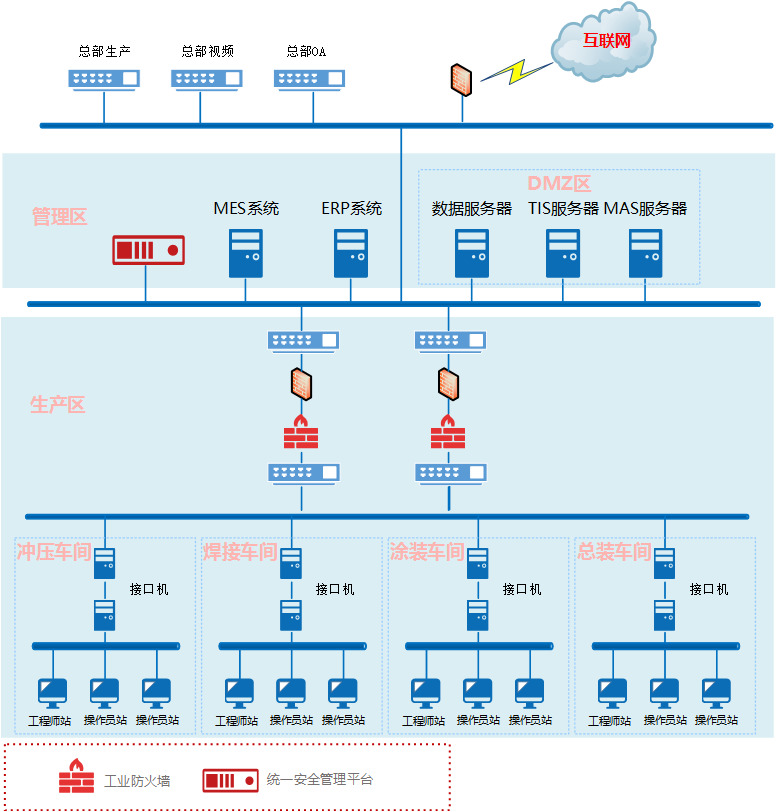 互联网
总部生产
总部视频
总部OA
DMZ区
管理区
MES系统
ERP系统
数据服务器
TIS服务器
MAS服务器
生产区
冲压车间
焊接车间
涂装车间
总装车间
接口机
接口机
接口机
接口机
工程师站
操作员站
操作员站
工程师站
操作员站
操作员站
工程师站
操作员站
操作员站
工程师站
操作员站
操作员站
工业防火墙
统一安全管理平台